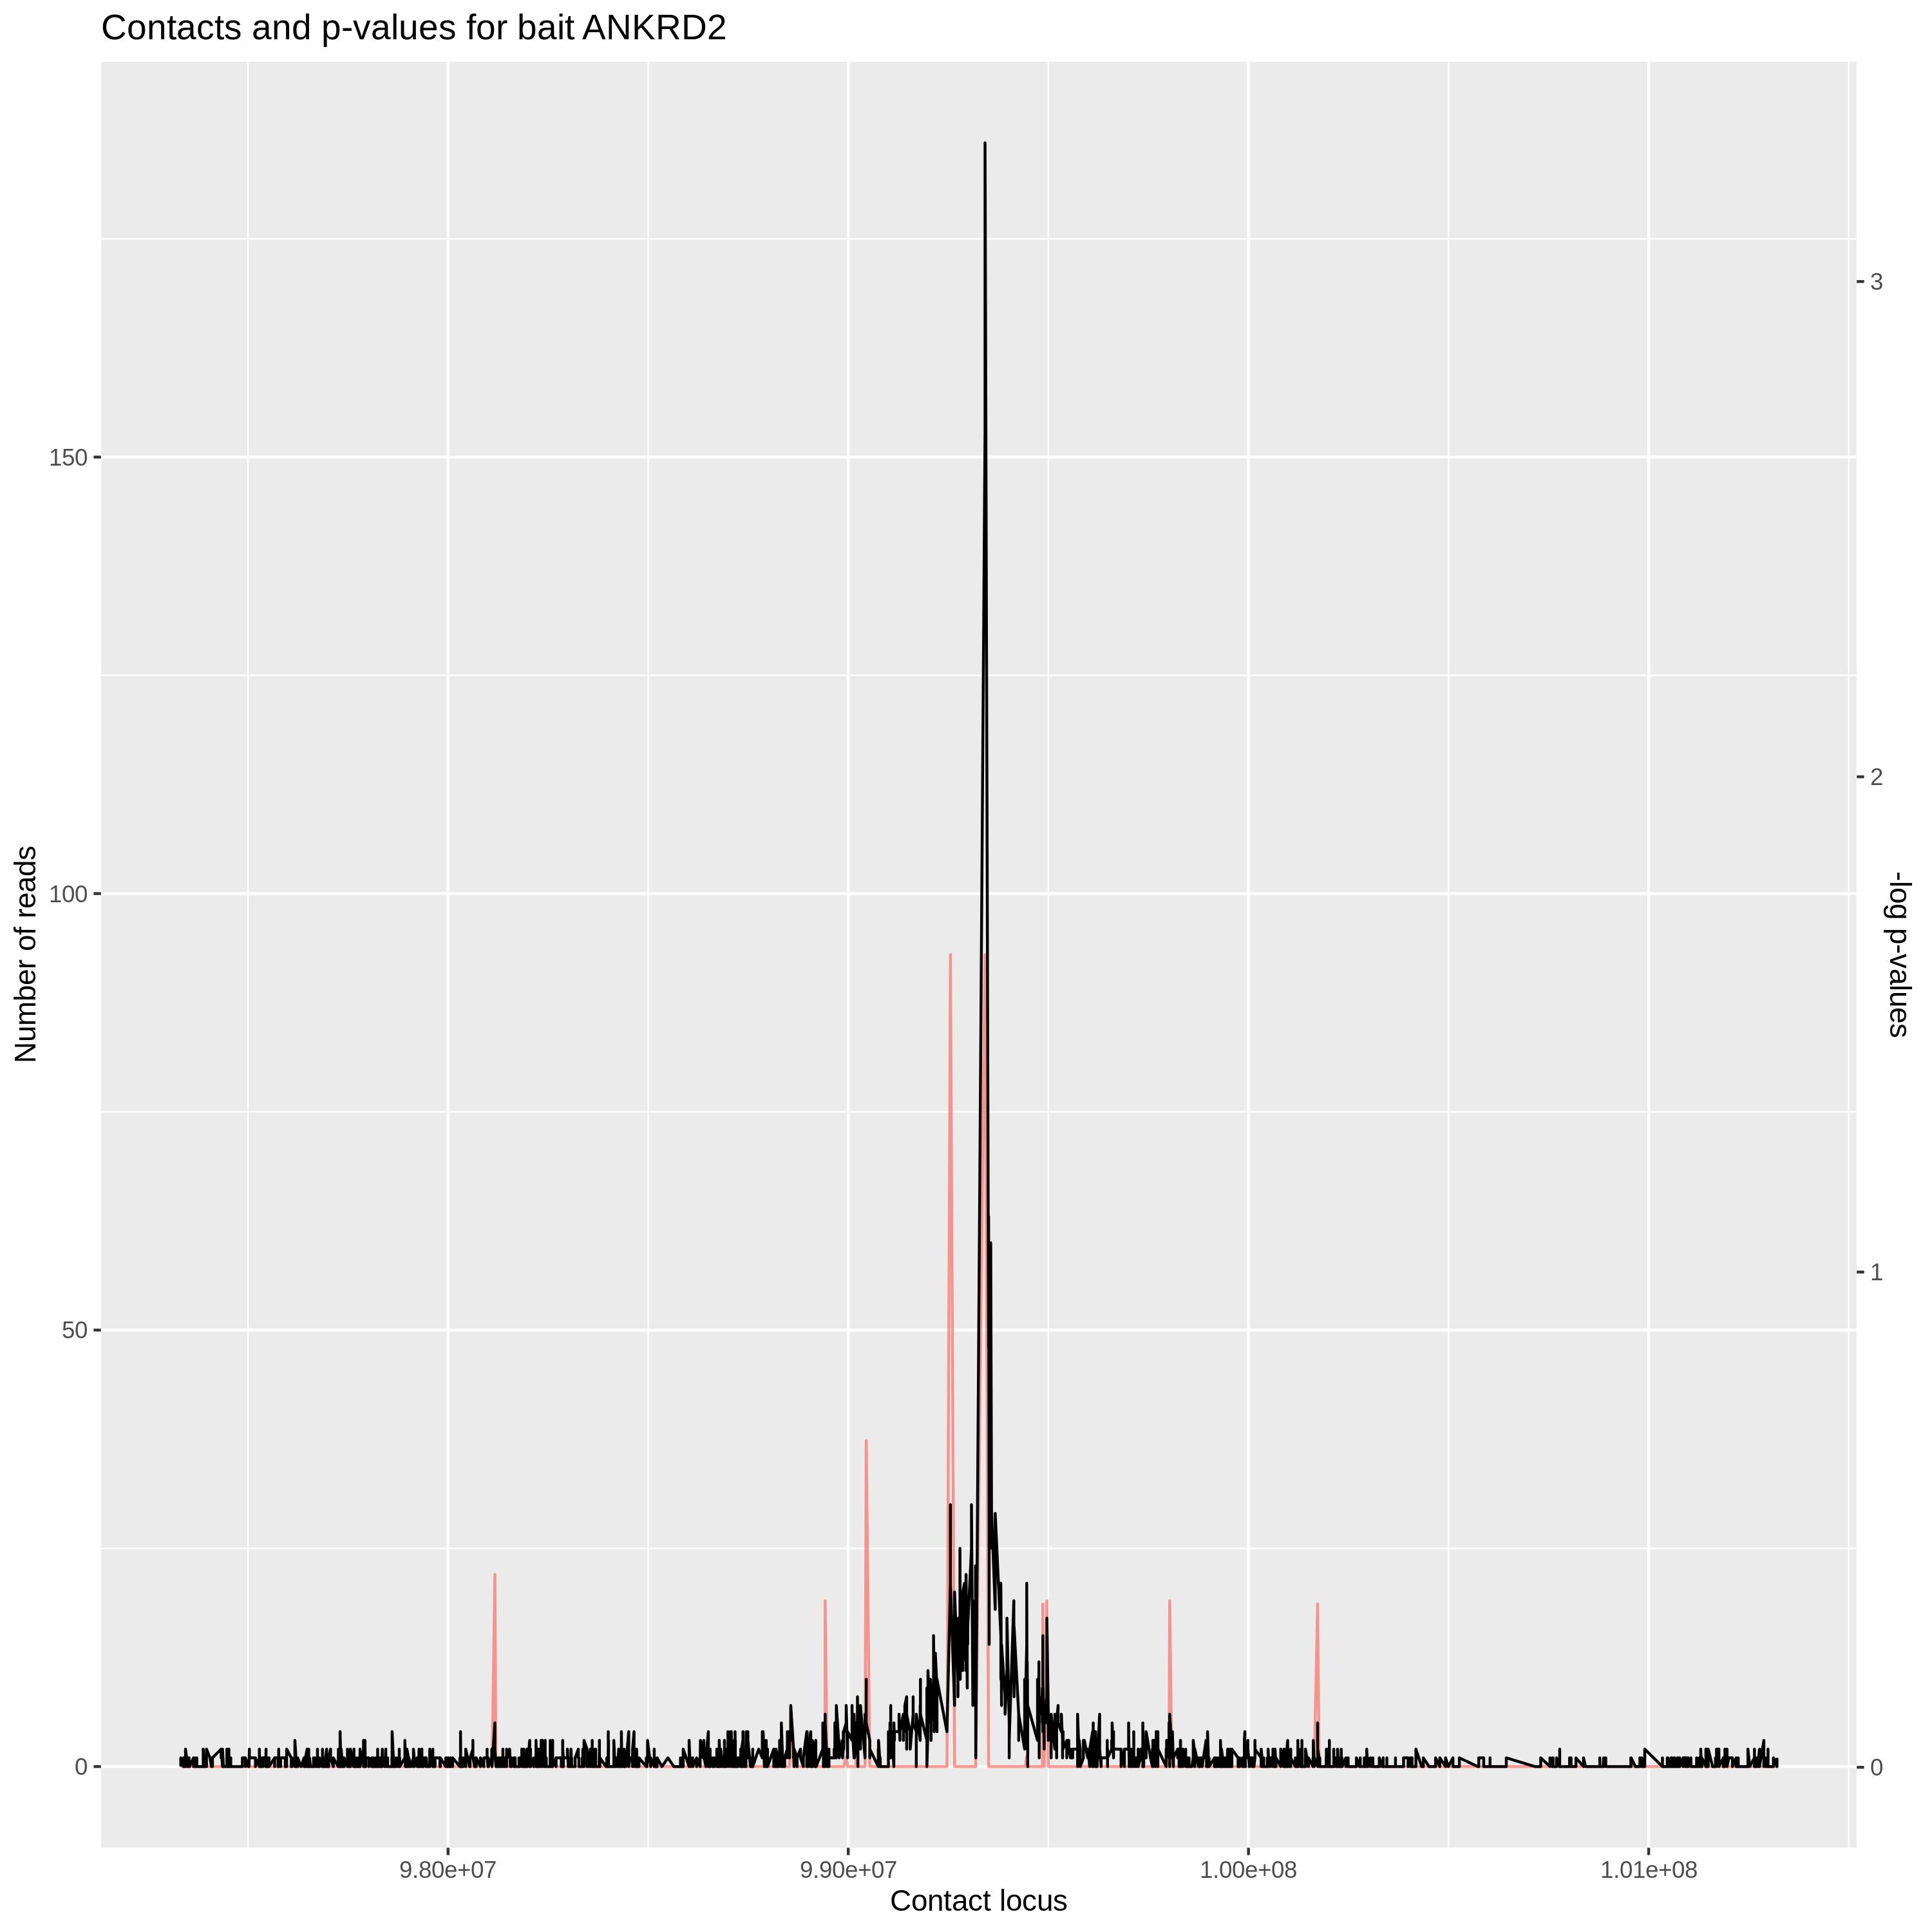 Contacts and p-values for bait ANKRD2
150
100
50
0
3
2
1
0
Number of reads
-log p-values
9.80e+07
9.90e+07
1.00e+08
1.01e+08
Contact locus